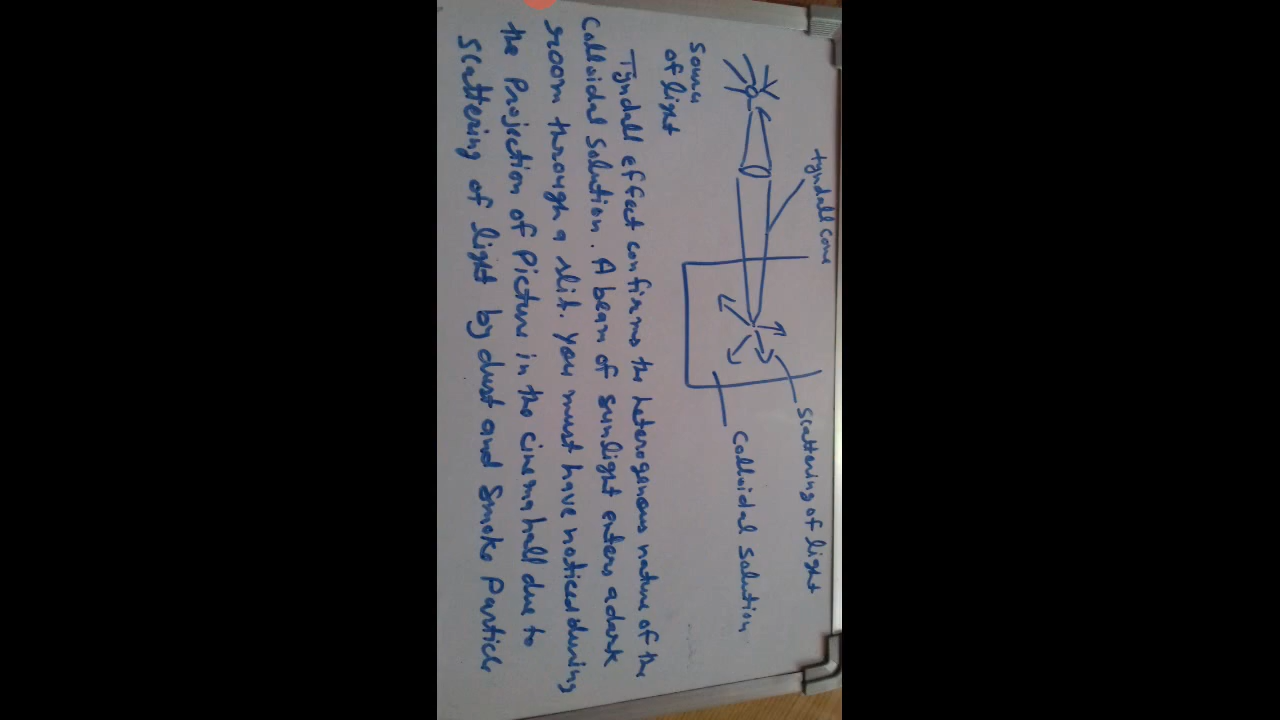 tyndall cone
Scattering of light
Source
of light
Colloidal Solution
Tyndall effect confirms the heterogenous nature of the
Colloidal Solution. A beam of sunlight enters a dark
room through a slit. You must have noticed during
the Projection of Picture in the cinema hall due to
Scattering of light by dust and Smoke Particle